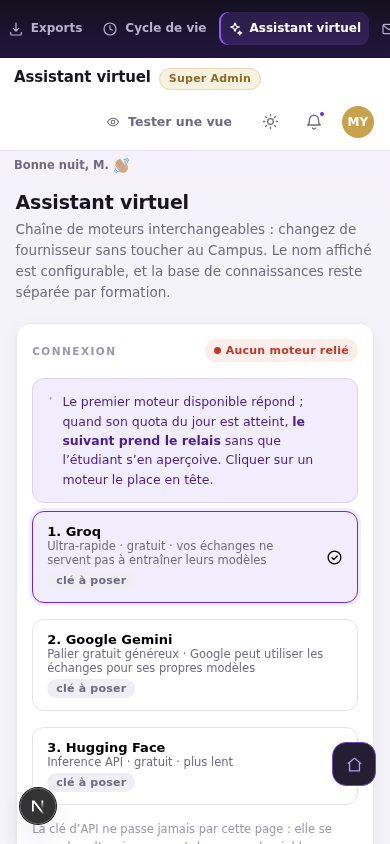 Exports
Cycle de vie
Assistant virtuel
Assistant virtuel
Super Admin
Tester une vue
MY
Bonne nuit, M. 👋🏼
Assistant virtuel
Chaîne de moteurs interchangeables : changez de
fournisseur sans toucher au Campus. Le nom affiché
est configurable, et la base de connaissances reste
séparée par formation.
CONNEXION
Aucun moteur relié
Le premier moteur disponible répond ;
quand son quota du jour est atteint, le
suivant prend le relais sans que
l’étudiant s’en aperçoive. Cliquer sur un
moteur le place en tête.
1. Groq
Ultra-rapide · gratuit · vos échanges ne
servent pas à entraîner leurs modèles
clé à poser
2. Google Gemini
Palier gratuit généreux · Google peut utiliser les
échanges pour ses propres modèles
clé à poser
3. Hugging Face
Inference API · gratuit · plus lent
clé à poser
N
La clé d’API ne passe jamais par cette page : elle se